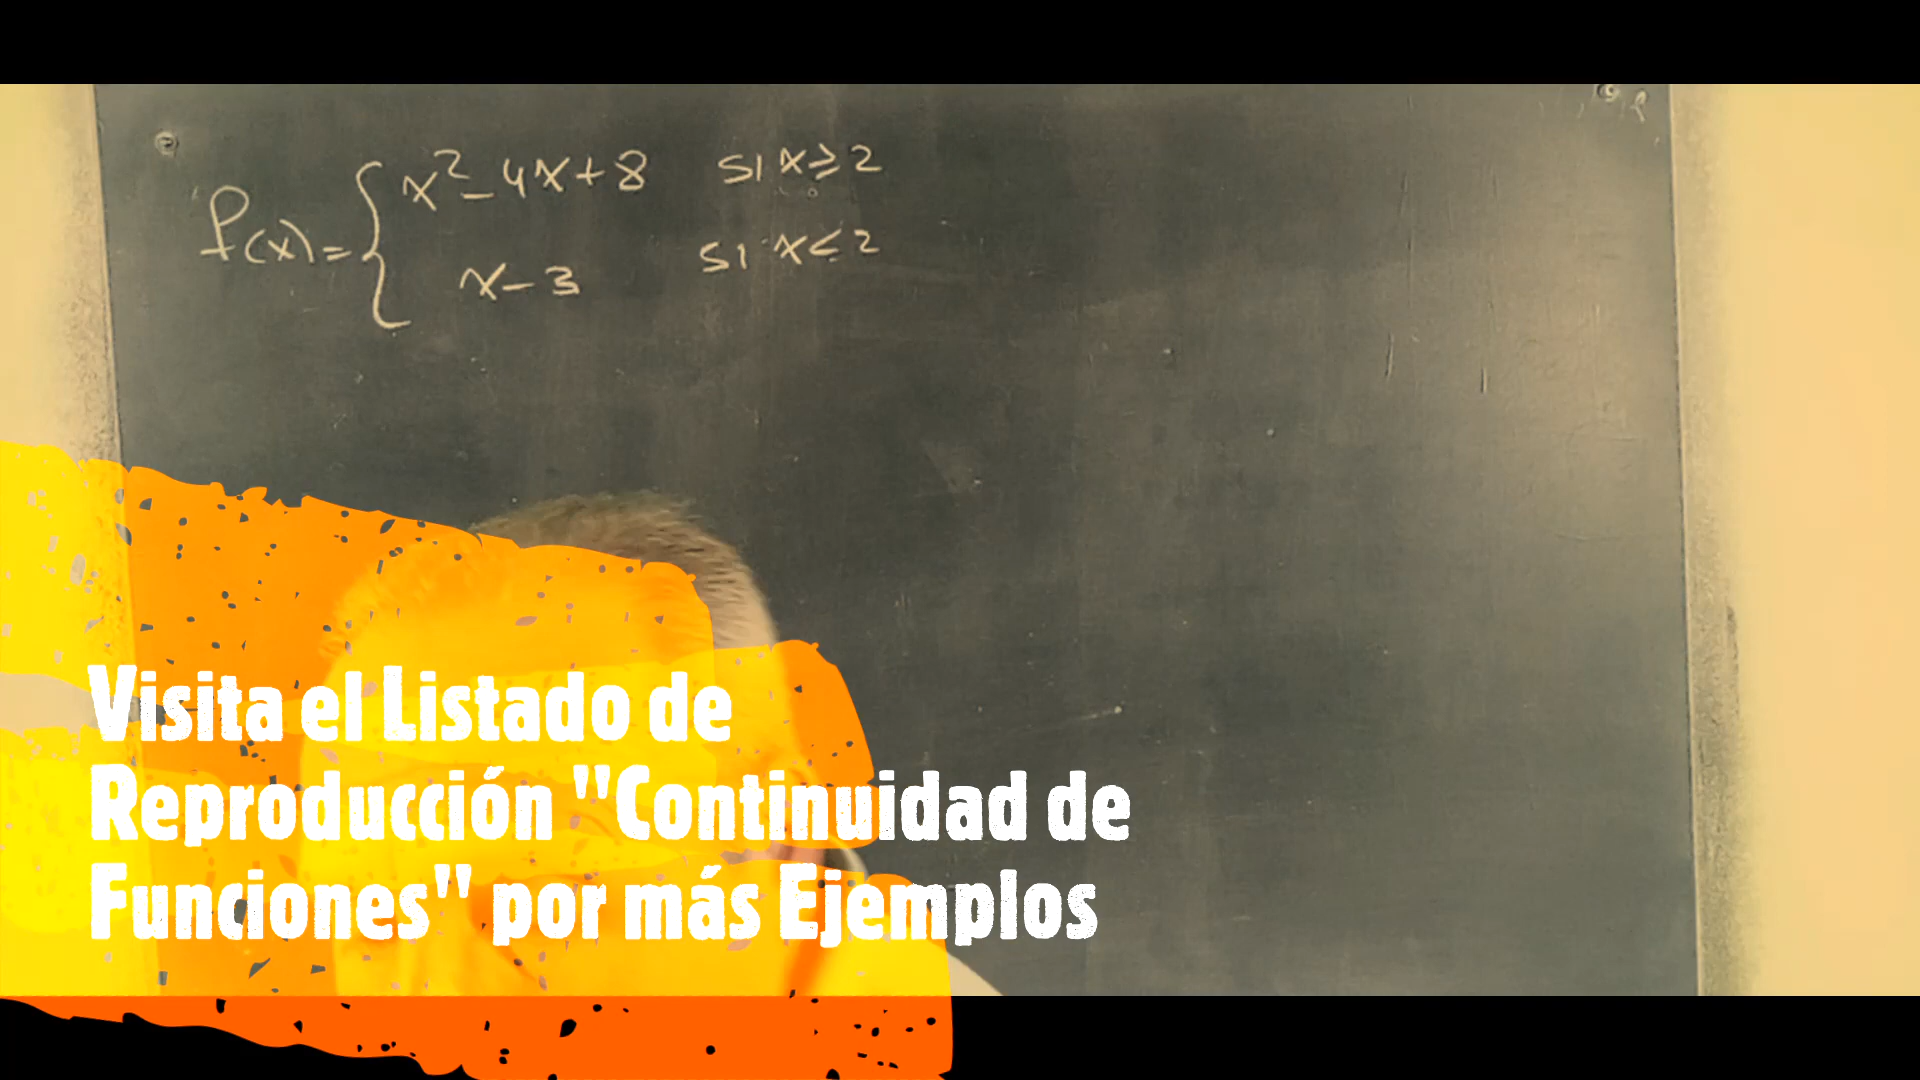 f(x)= { x²-4x+8 si x≥2
x-3 si x<2
Visita el Listado de
Reproducción "Continuidad de
Funciones" por más Ejemplos